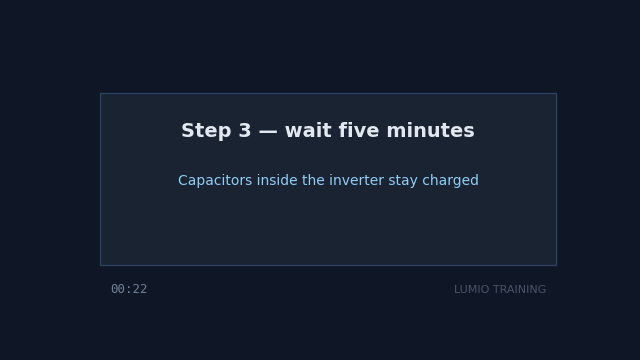 Step 3 — wait five minutes
Capacitors inside the inverter stay charged
00:22
LUMIO TRAINING